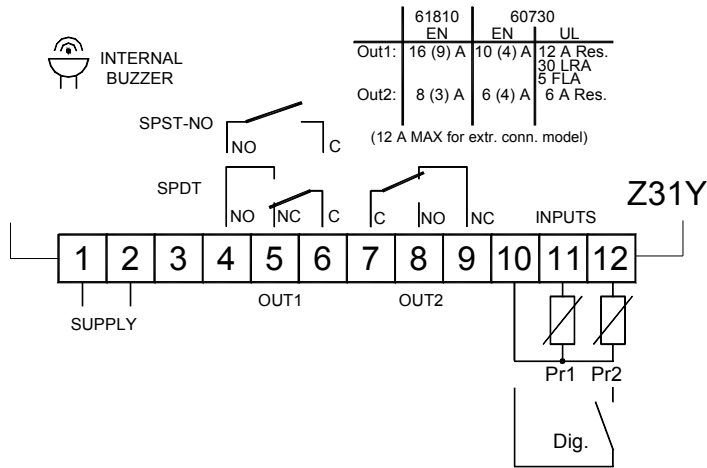 61810 60730
EN EN UL
Out1: 16 (9) A 10 (4) A 12 A Res.
30 LRA
5 FLA
Out2: 8 (3) A 6 (4) A 6 A Res.
(12 A MAX for extr. conn. model)
INTERNAL
BUZZER
SPST-NO
NO C
SPDT
NO NC C C NO NC INPUTS
Z31Y
1 2 3 4 5 6 7 8 9 10 11 12
SUPPLY
OUT1 OUT2
Pr1 Pr2
Dig.